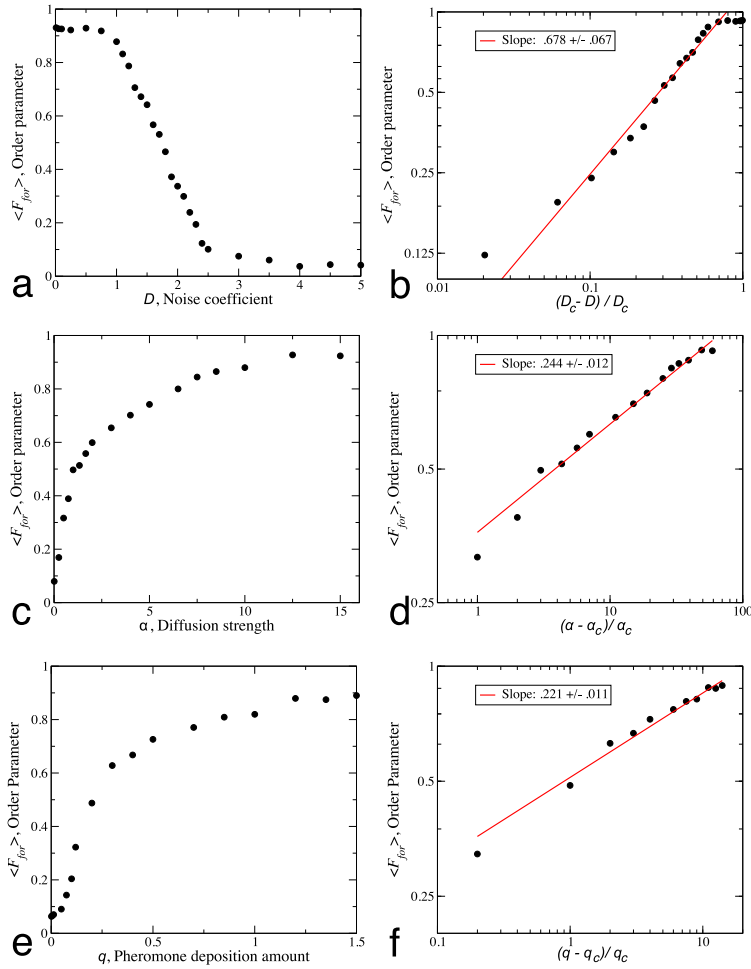 1
0.8
0.6
0.4
0.2
0
<F_for>, Order parameter
0 1 2 3 4 5
D, Noise coefficient
a
1
0.5
0.25
0.125
<F_for>, Order parameter
Slope: .678 +/- .067
0.01 0.1 1
(D_c - D) / D_c
b
1
0.8
0.6
0.4
0.2
0
<F_for>, Order parameter
0 5 10 15
α, Diffusion strength
c
1
0.5
0.25
<F_for>, Order parameter
Slope: .244 +/- .012
1 10 100
(α - α_c) / α_c
d
1
0.8
0.6
0.4
0.2
0
<F_for>, Order Parameter
0 0.5 1 1.5
q, Pheromone deposition amount
e
1
0.5
0.25
<F_for>, Order Parameter
Slope: .221 +/- .011
0.1 1 10
(q - q_c) / q_c
f